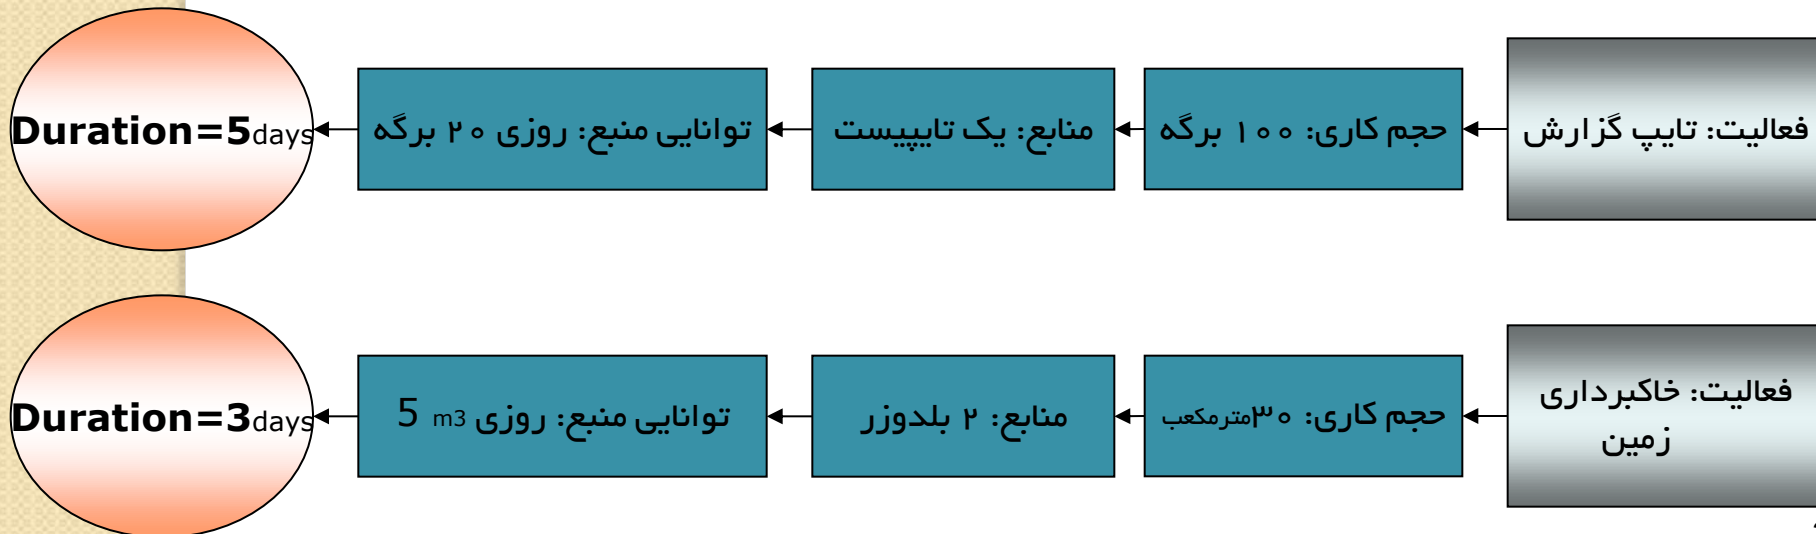 فعالیت: تایپ گزارش
حجم کاری: ۱۰۰ برگه
منابع: یک تایپیست
توانایی منبع: روزی ۲۰ برگه
Duration=5days
فعالیت: خاکبرداری
زمین
حجم کاری: ۳۰مترمکعب
منابع: ۲ بلدوزر
توانایی منبع: روزی 5 m3
Duration=3days